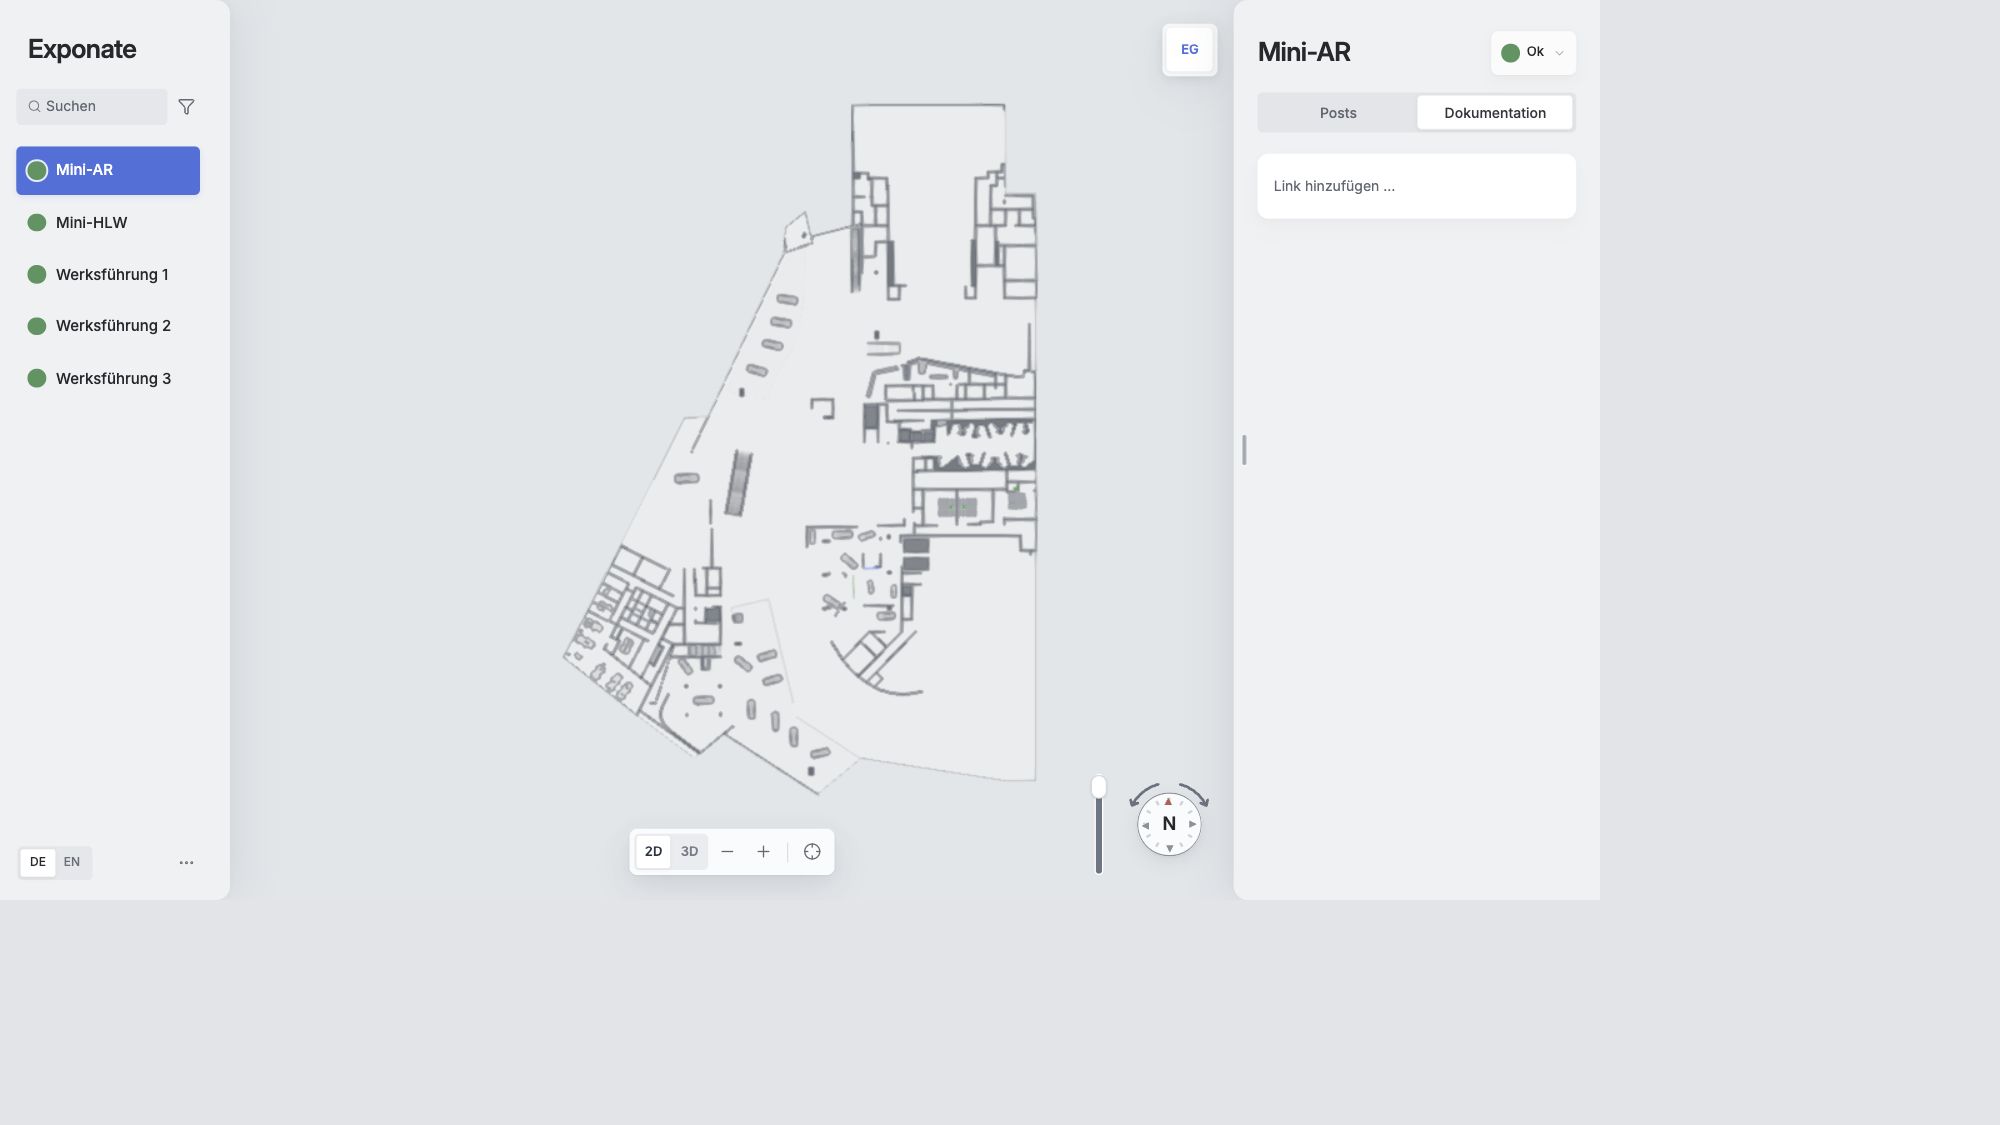 Exponate
Suchen
Mini-AR
Mini-HLW
Werksführung 1
Werksführung 2
Werksführung 3
DE EN
EG
2D 3D
N
Mini-AR
Ok
Posts Dokumentation
Link hinzufügen ...